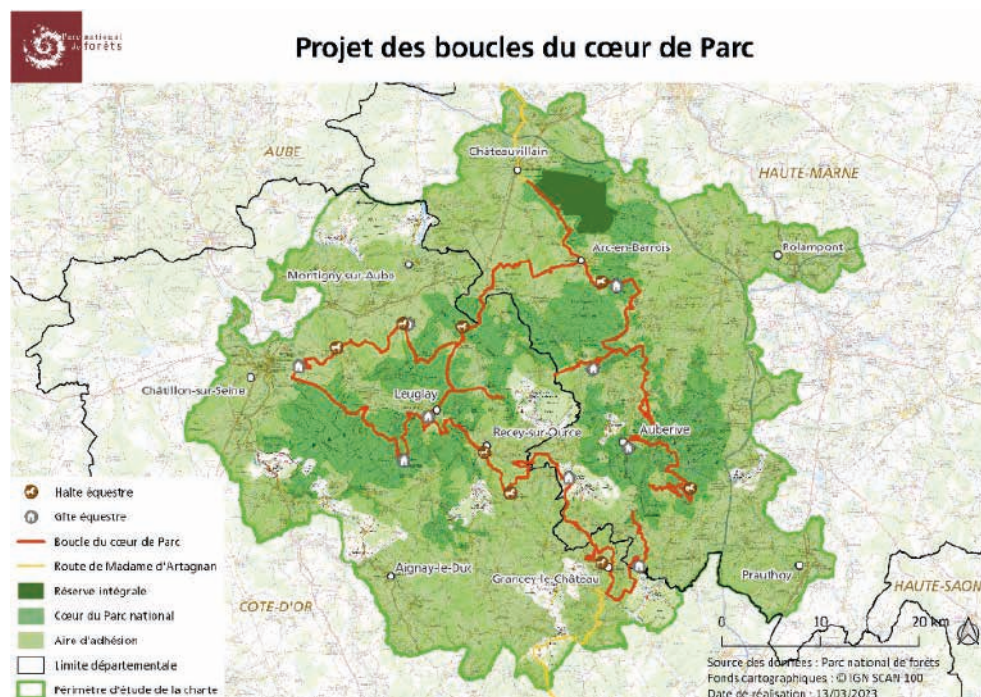 Parc national
de forêts
Projet des boucles du cœur de Parc
AUBE
HAUTE-MARNE
Châteauvillain
Arc-en-Barrois
Rolampont
Montigny-sur-Aube
Châtillon-sur-Seine
Leuglay
Recey-sur-Ource
Auberive
Aignay-le-Duc
Grancey-le-Château
Prauthoy
CÔTE-D'OR
HAUTE-SAÔN
Halte équestre
Gîte équestre
Boucle du cœur de Parc
Route de Madame d'Artagnan
Réserve intégrale
Cœur du Parc national
Aire d'adhésion
Limite départementale
Périmètre d'étude de la charte
0 10 20 km
Source des données : Parc national de forêts
Fonds cartographiques : © IGN SCAN 100
Date de réalisation : 13/03/2023